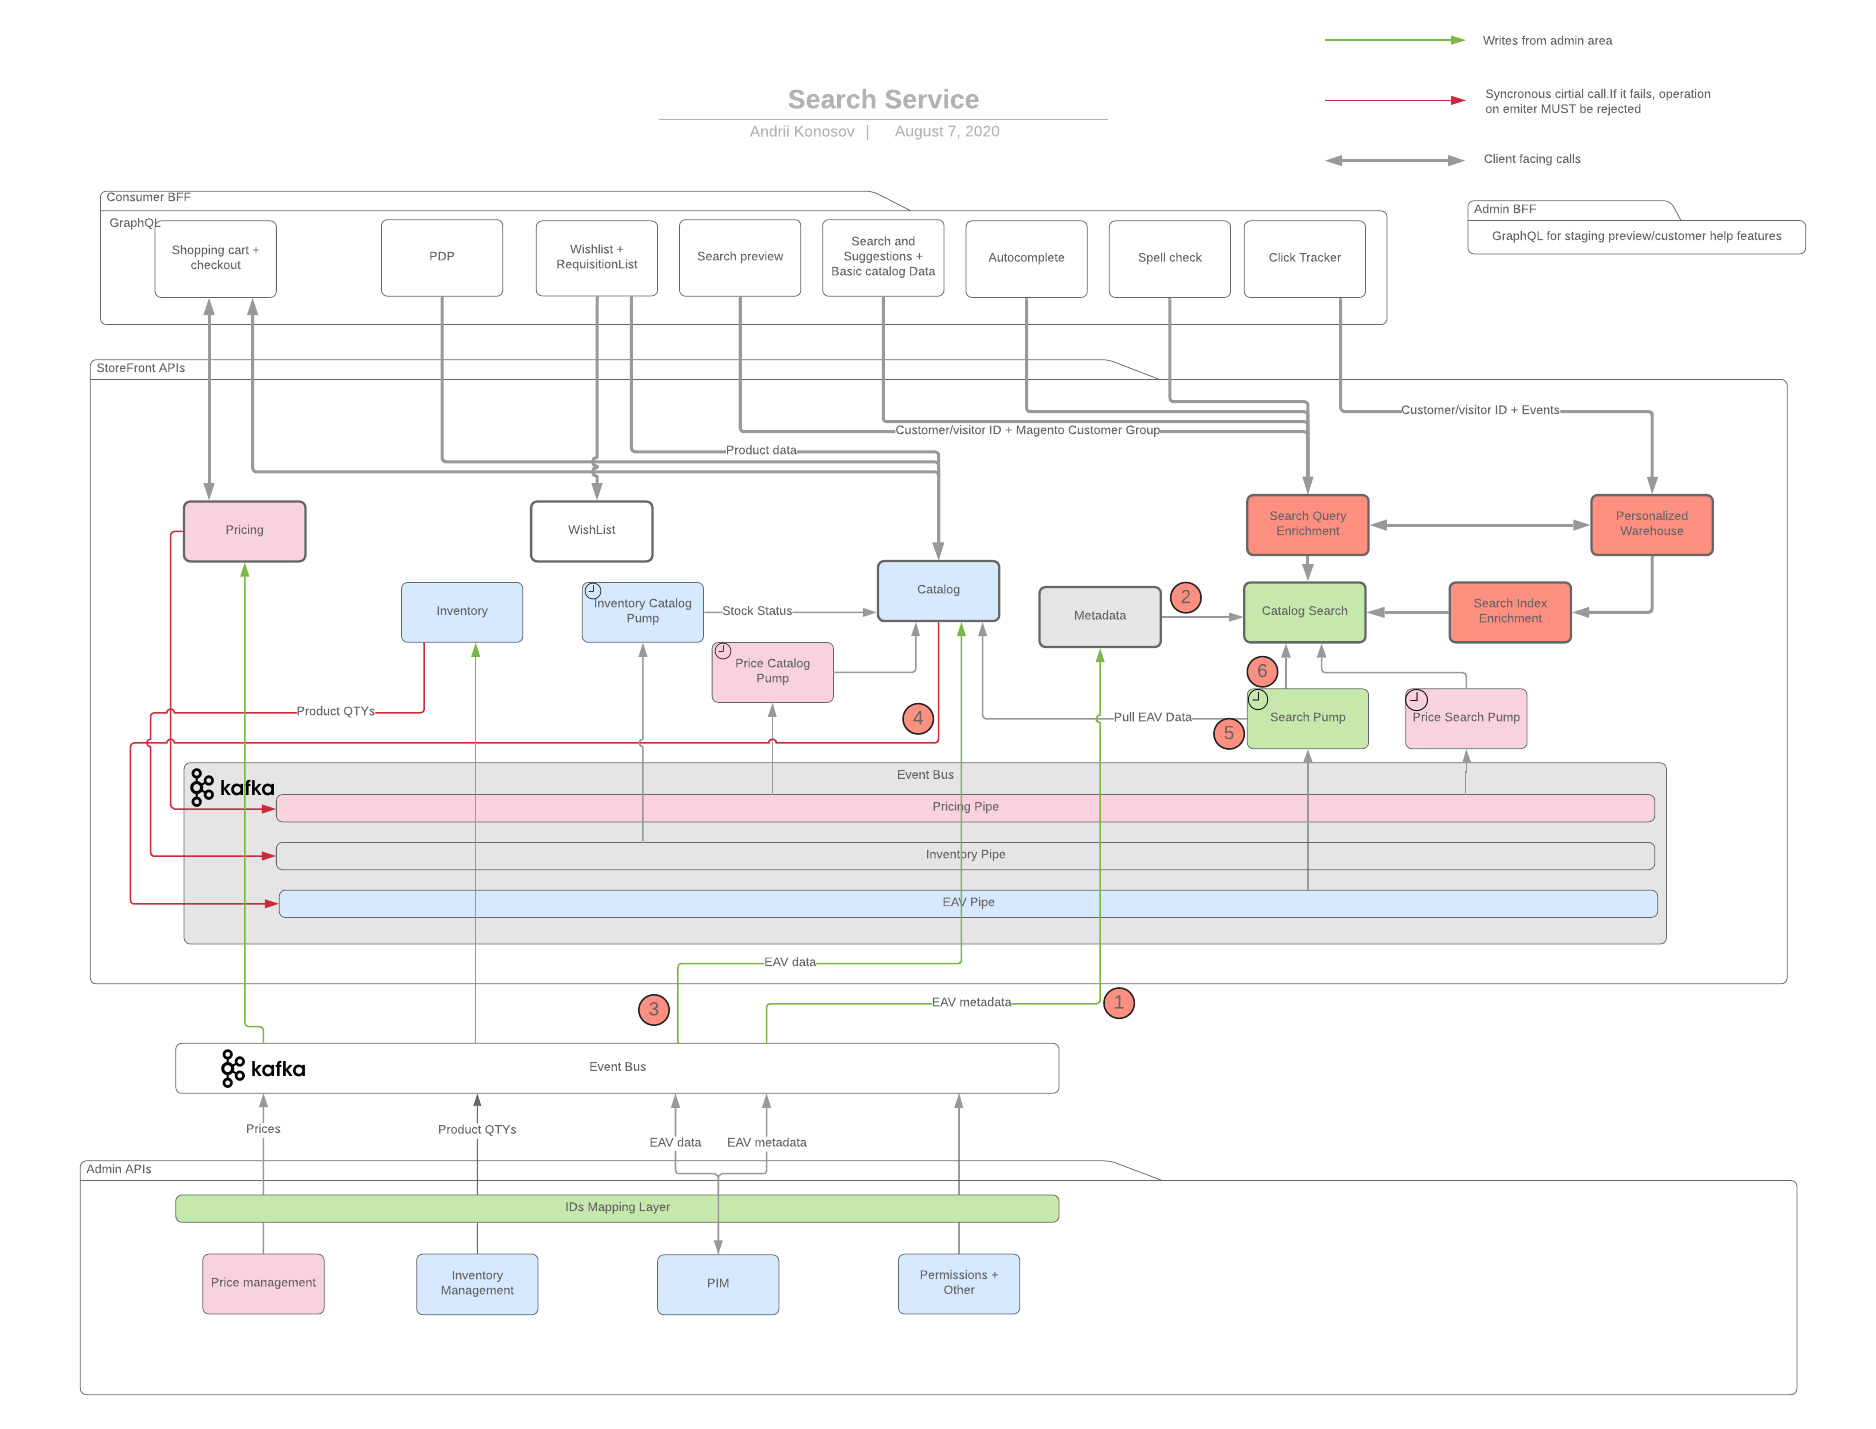 Writes from admin area
Search Service
Syncronous cirtial call.If it fails, operation
on emiter MUST be rejected
Andrii Konosov | August 7, 2020
Client facing calls
Consumer BFF
GraphQL
Admin BFF
GraphQL for staging preview/customer help features
Shopping cart +
checkout
PDP
Wishlist +
RequisitionList
Search preview
Search and
Suggestions +
Basic catalog Data
Autocomplete
Spell check
Click Tracker
StoreFront APIs
Customer/visitor ID + Events
Customer/visitor ID + Magento Customer Group
Product data
Pricing
WishList
Search Query
Enrichment
Personalized
Warehouse
Inventory
Inventory Catalog
Pump
Stock Status
Catalog
Metadata
2
Catalog Search
Search Index
Enrichment
Price Catalog
Pump
6
Product QTYs
4
Pull EAV Data
5
Search Pump
Price Search Pump
kafka
Event Bus
Pricing Pipe
Inventory Pipe
EAV Pipe
EAV data
3
EAV metadata
1
kafka
Event Bus
Prices
Product QTYs
EAV data
EAV metadata
Admin APIs
IDs Mapping Layer
Price management
Inventory
Management
PIM
Permissions +
Other